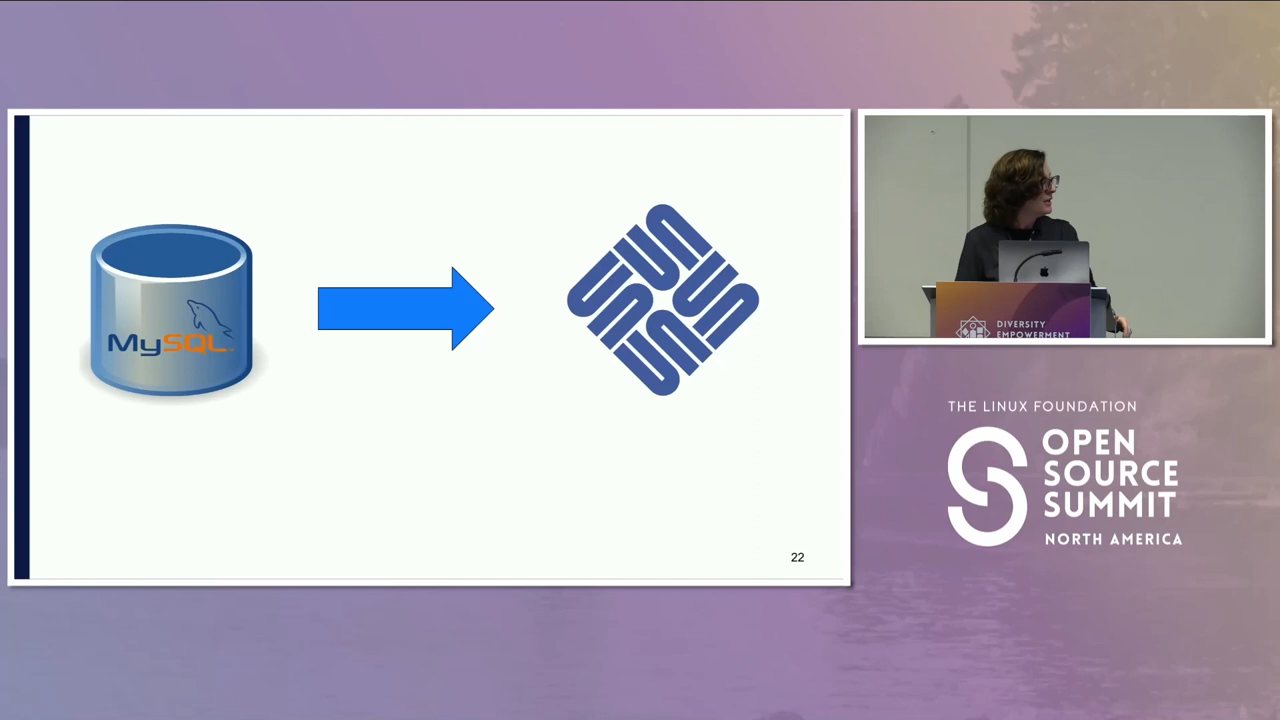 MySQL
22
DIVERSITY
EMPOWERMENT
THE LINUX FOUNDATION
OPEN
SOURCE
SUMMIT
NORTH AMERICA